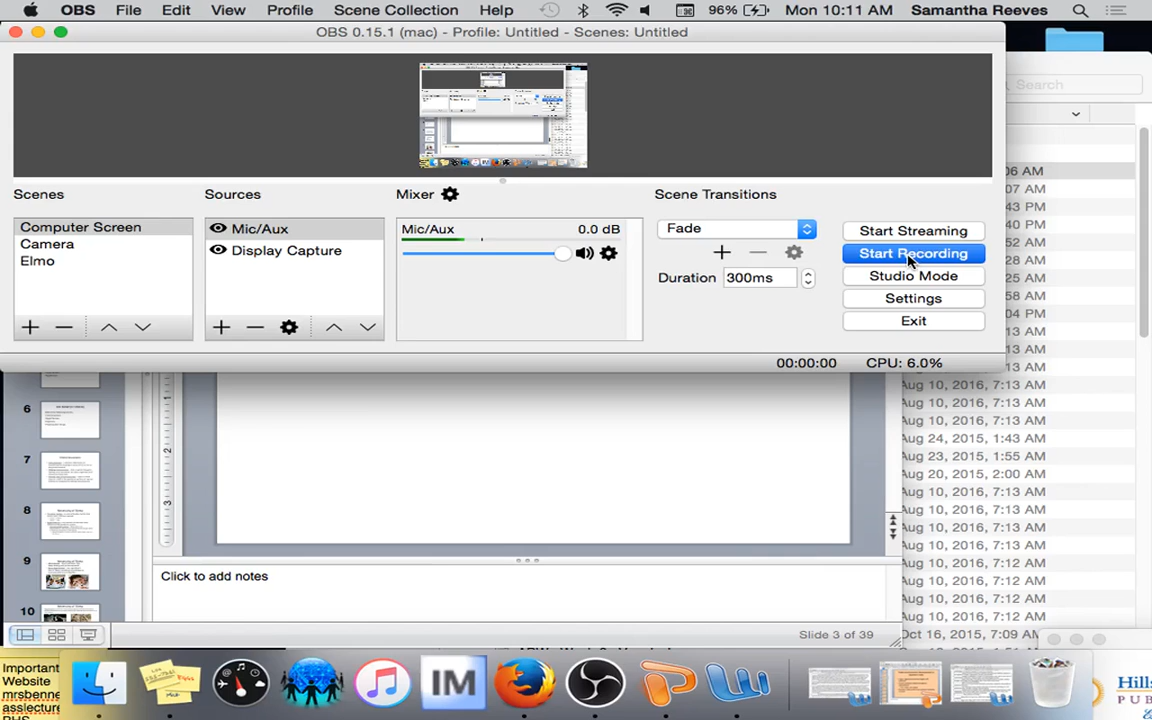 OBS File Edit View Profile Scene Collection Help 96% Mon 10:11 AM Samantha Reeves
OBS 0.15.1 (mac) - Profile: Untitled - Scenes: Untitled
Search
Scenes Sources Mixer Scene Transitions
Computer Screen
Camera
Elmo
Mic/Aux
Display Capture
Mic/Aux 0.0 dB
Fade
Duration 300ms
Start Streaming
Start Recording
Studio Mode
Settings
Exit
00:00:00 CPU: 6.0%
06 AM
07 AM
43 PM
52 AM
58 AM
04 PM
13 AM
13 AM
Aug 10, 2016, 7:13 AM
Aug 10, 2016, 7:13 AM
Aug 10, 2016, 7:13 AM
Aug 24, 2015, 1:43 AM
Aug 23, 2015, 1:55 AM
Aug 20, 2015, 2:00 AM
Aug 10, 2016, 7:13 AM
Aug 10, 2016, 7:13 AM
Aug 10, 2016, 7:13 AM
Aug 10, 2016, 7:12 AM
Aug 10, 2016, 7:12 AM
Aug 10, 2016, 7:12 AM
Aug 10, 2016, 7:12 AM
Oct 16, 2015, 7:09 AM
6
7
8
9
10
1
2
3
Click to add notes
Slide 3 of 39
Important
Website
mrsbenne
assiecture
IM
Hills
PUB